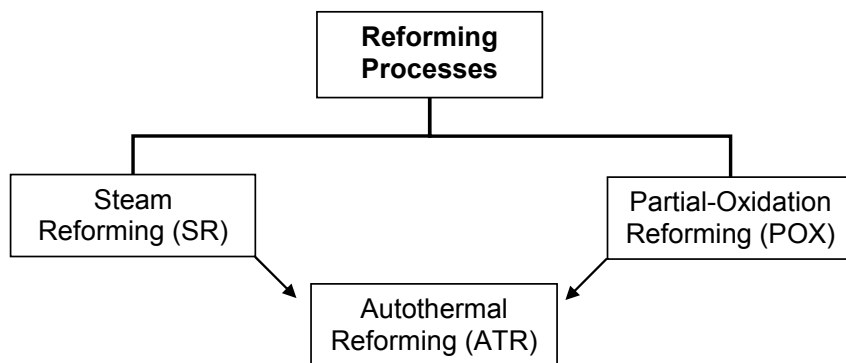 Reforming
Processes
Steam
Reforming (SR)
Partial-Oxidation
Reforming (POX)
Autothermal
Reforming (ATR)